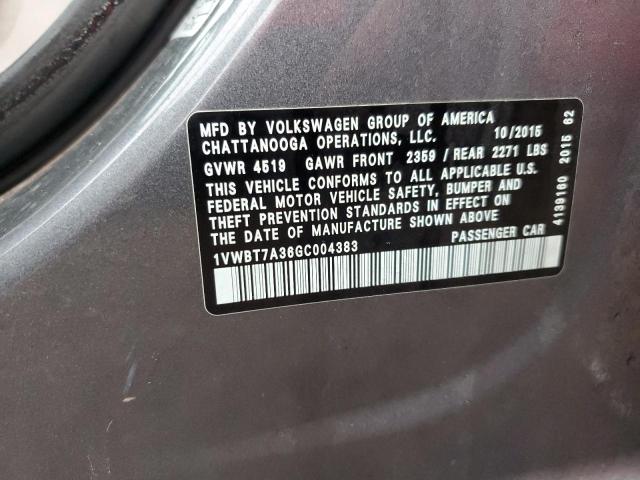 MFD BY VOLKSWAGEN GROUP OF AMERICA
CHATTANOOGA OPERATIONS, LLC. 10/2015
GVWR 4519 GAWR FRONT 2359 / REAR 2271 LBS
THIS VEHICLE CONFORMS TO ALL APPLICABLE U.S.
FEDERAL MOTOR VEHICLE SAFETY, BUMPER AND
THEFT PREVENTION STANDARDS IN EFFECT ON
THE DATE OF MANUFACTURE SHOWN ABOVE
1VWBT7A36GC004383 PASSENGER CAR
4139160 2015 62